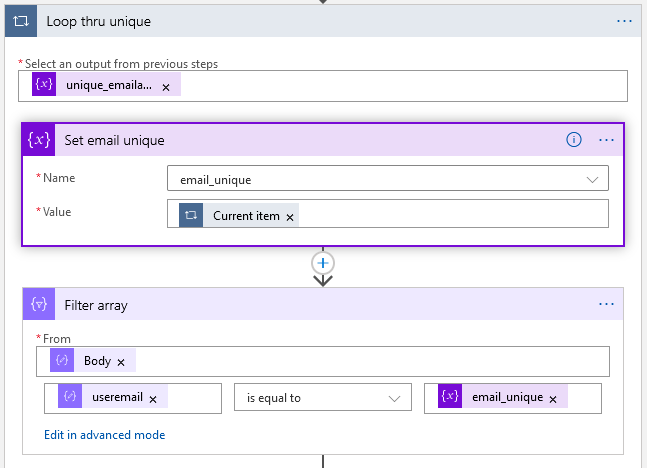 Loop thru unique
* Select an output from previous steps
{x} unique_emaila... x
{x} Set email unique
* Name email_unique
* Value Current item x
Filter array
* From
Body x
useremail x is equal to {x} email_unique x
Edit in advanced mode